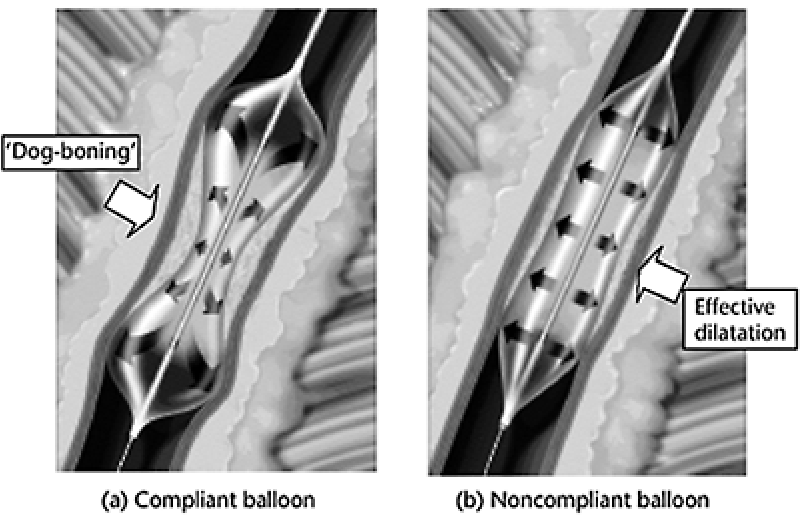 ‘Dog-boning’
Effective
dilatation
(a) Compliant balloon
(b) Noncompliant balloon